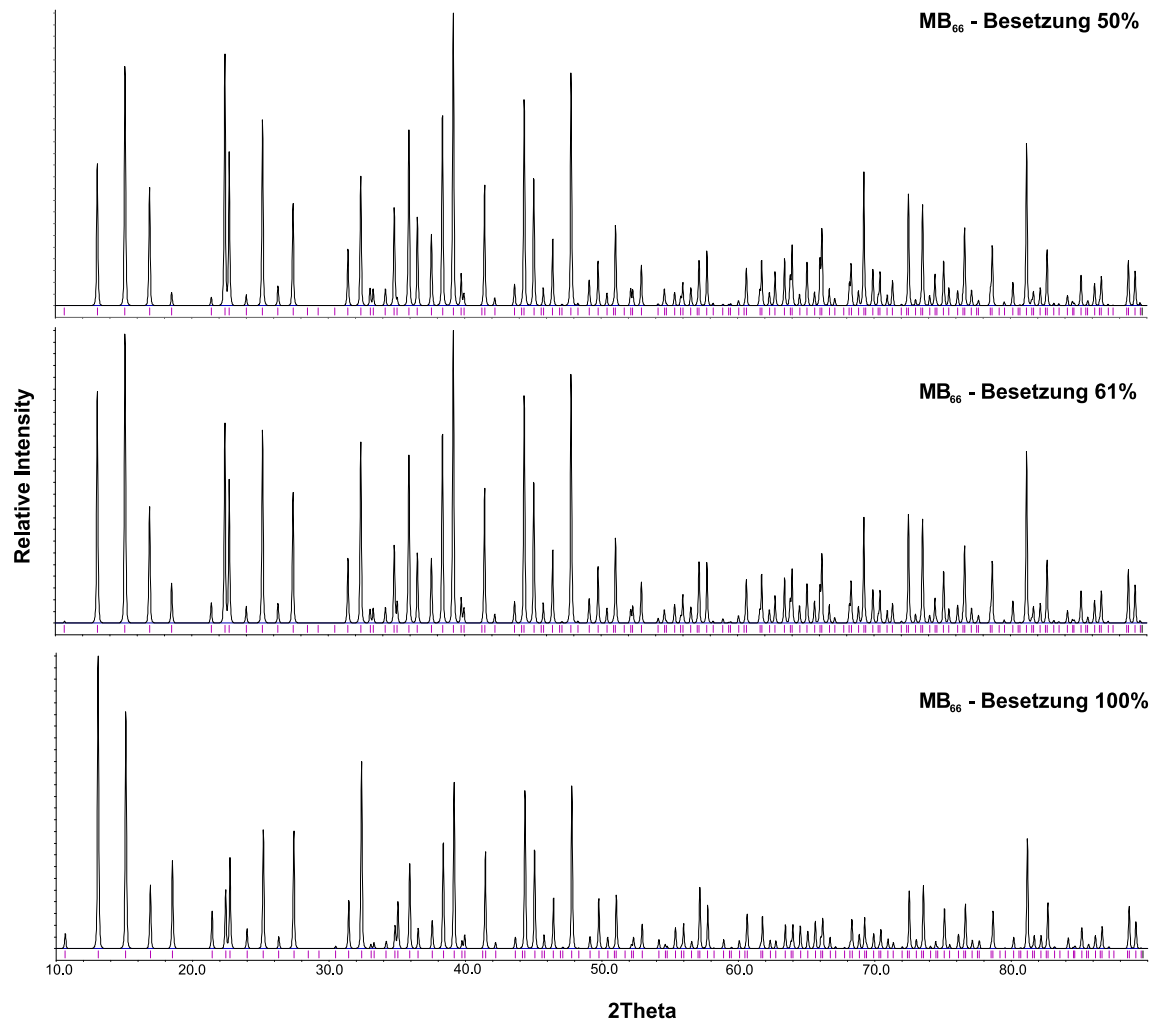 MB₆₆ - Besetzung 50%
MB₆₆ - Besetzung 61%
Relative Intensity
MB₆₆ - Besetzung 100%
10.0 20.0 30.0 40.0 50.0 60.0 70.0 80.0
2Theta